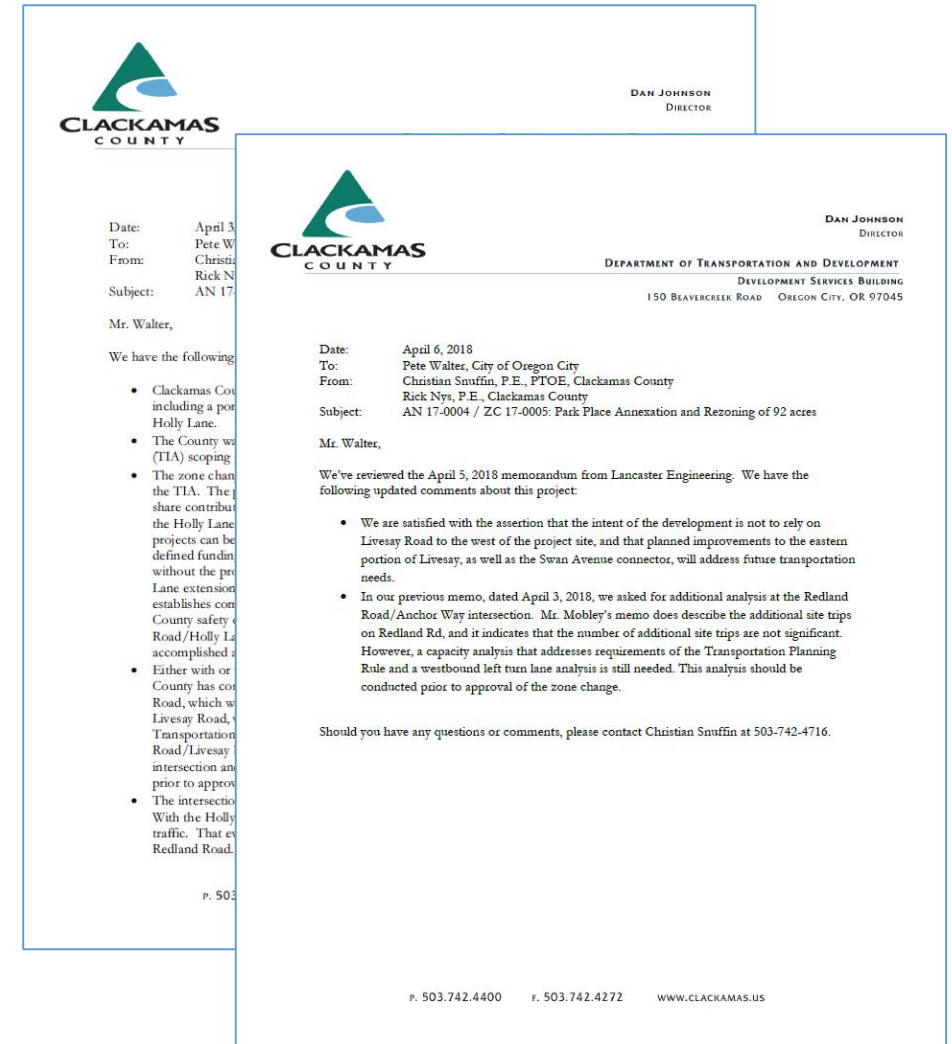 CLACKAMAS
COUNTY
DAN JOHNSON
DIRECTOR
Date: April 3
To: Pete W
From: Christi
Rick N
Subject: AN 17-
Mr. Walter,
We have the following
• Clackamas Cou
including a por
Holly Lane.
• The County wa
(TIA) scoping
• The zone chan
the TIA. The
share contribut
the Holly Lane
projects can be
defined fundin
without the pro
Lane extension
establishes com
County safety
Road/Holly La
accomplished a
• Either with or
County has con
Road, which w
Livesay Road,
Transportation
Road/Livesay
intersection an
prior to approv
• The intersectio
With the Holly
traffic. That ev
Redland Road.
P. 503
CLACKAMAS
COUNTY
DAN JOHNSON
DIRECTOR
DEPARTMENT OF TRANSPORTATION AND DEVELOPMENT
DEVELOPMENT SERVICES BUILDING
150 BEAVERCREEK ROAD OREGON CITY, OR 97045
Date: April 6, 2018
To: Pete Walter, City of Oregon City
From: Christian Snuffin, P.E., PTOE, Clackamas County
Rick Nys, P.E., Clackamas County
Subject: AN 17-0004 / ZC 17-0005: Park Place Annexation and Rezoning of 92 acres
Mr. Walter,
We've reviewed the April 5, 2018 memorandum from Lancaster Engineering. We have the
following updated comments about this project:
• We are satisfied with the assertion that the intent of the development is not to rely on
Livesay Road to the west of the project site, and that planned improvements to the eastern
portion of Livesay, as well as the Swan Avenue connector, will address future transportation
needs.
• In our previous memo, dated April 3, 2018, we asked for additional analysis at the Redland
Road/Anchor Way intersection. Mr. Mobley's memo does describe the additional site trips
on Redland Rd, and it indicates that the number of additional site trips are not significant.
However, a capacity analysis that addresses requirements of the Transportation Planning
Rule and a westbound left turn lane analysis is still needed. This analysis should be
conducted prior to approval of the zone change.
Should you have any questions or comments, please contact Christian Snuffin at 503-742-4716.
P. 503.742.4400 F. 503.742.4272 WWW.CLACKAMAS.US